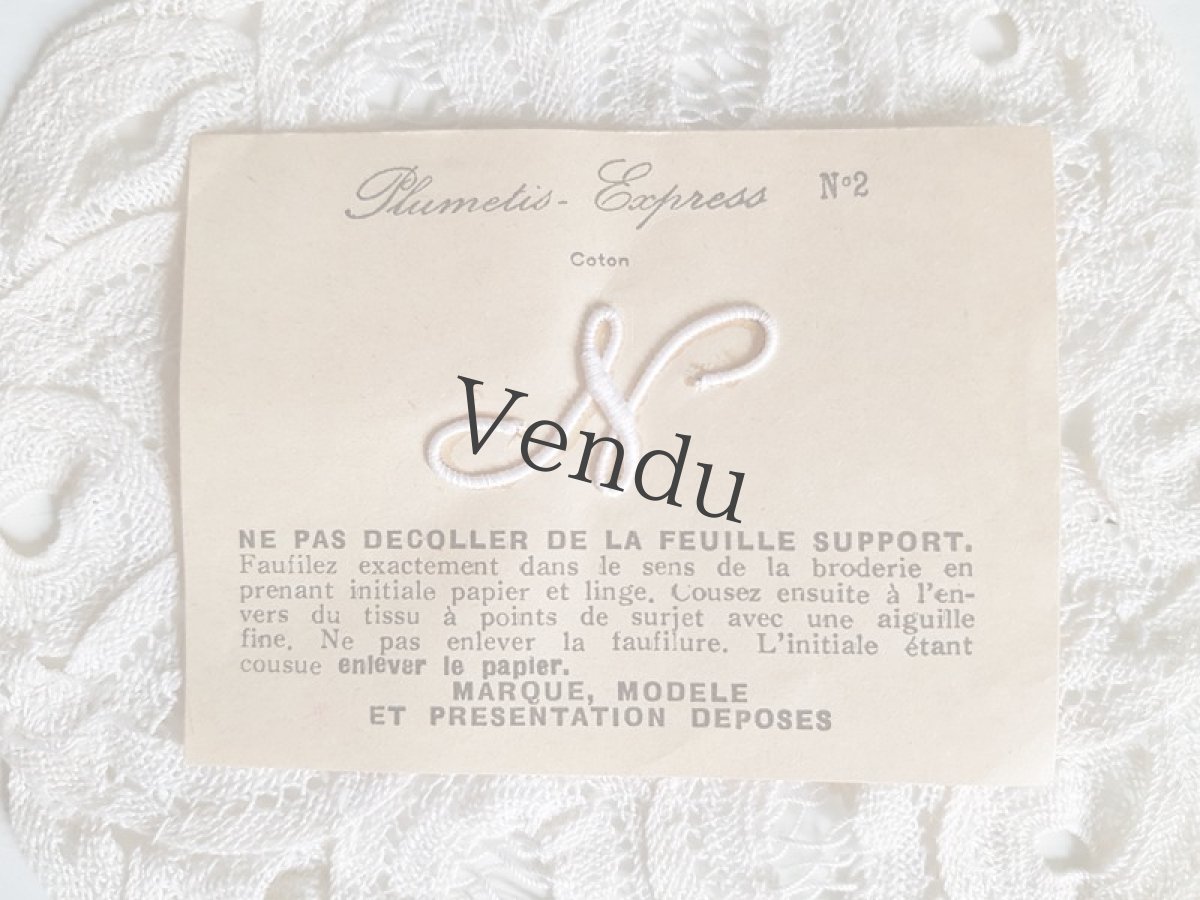 Plumetis-Express N°2
Coton
N
Vendu
NE PAS DECOLLER DE LA FEUILLE SUPPORT.
Faufilez exactement dans le sens de la broderie en
prenant initiale papier et linge. Cousez ensuite à l'en-
vers du tissu à points de surjet avec une aiguille
fine. Ne pas enlever la faufilure. L'initiale étant
cousue enlever le papier.
MARQUE, MODELE
ET PRESENTATION DEPOSES